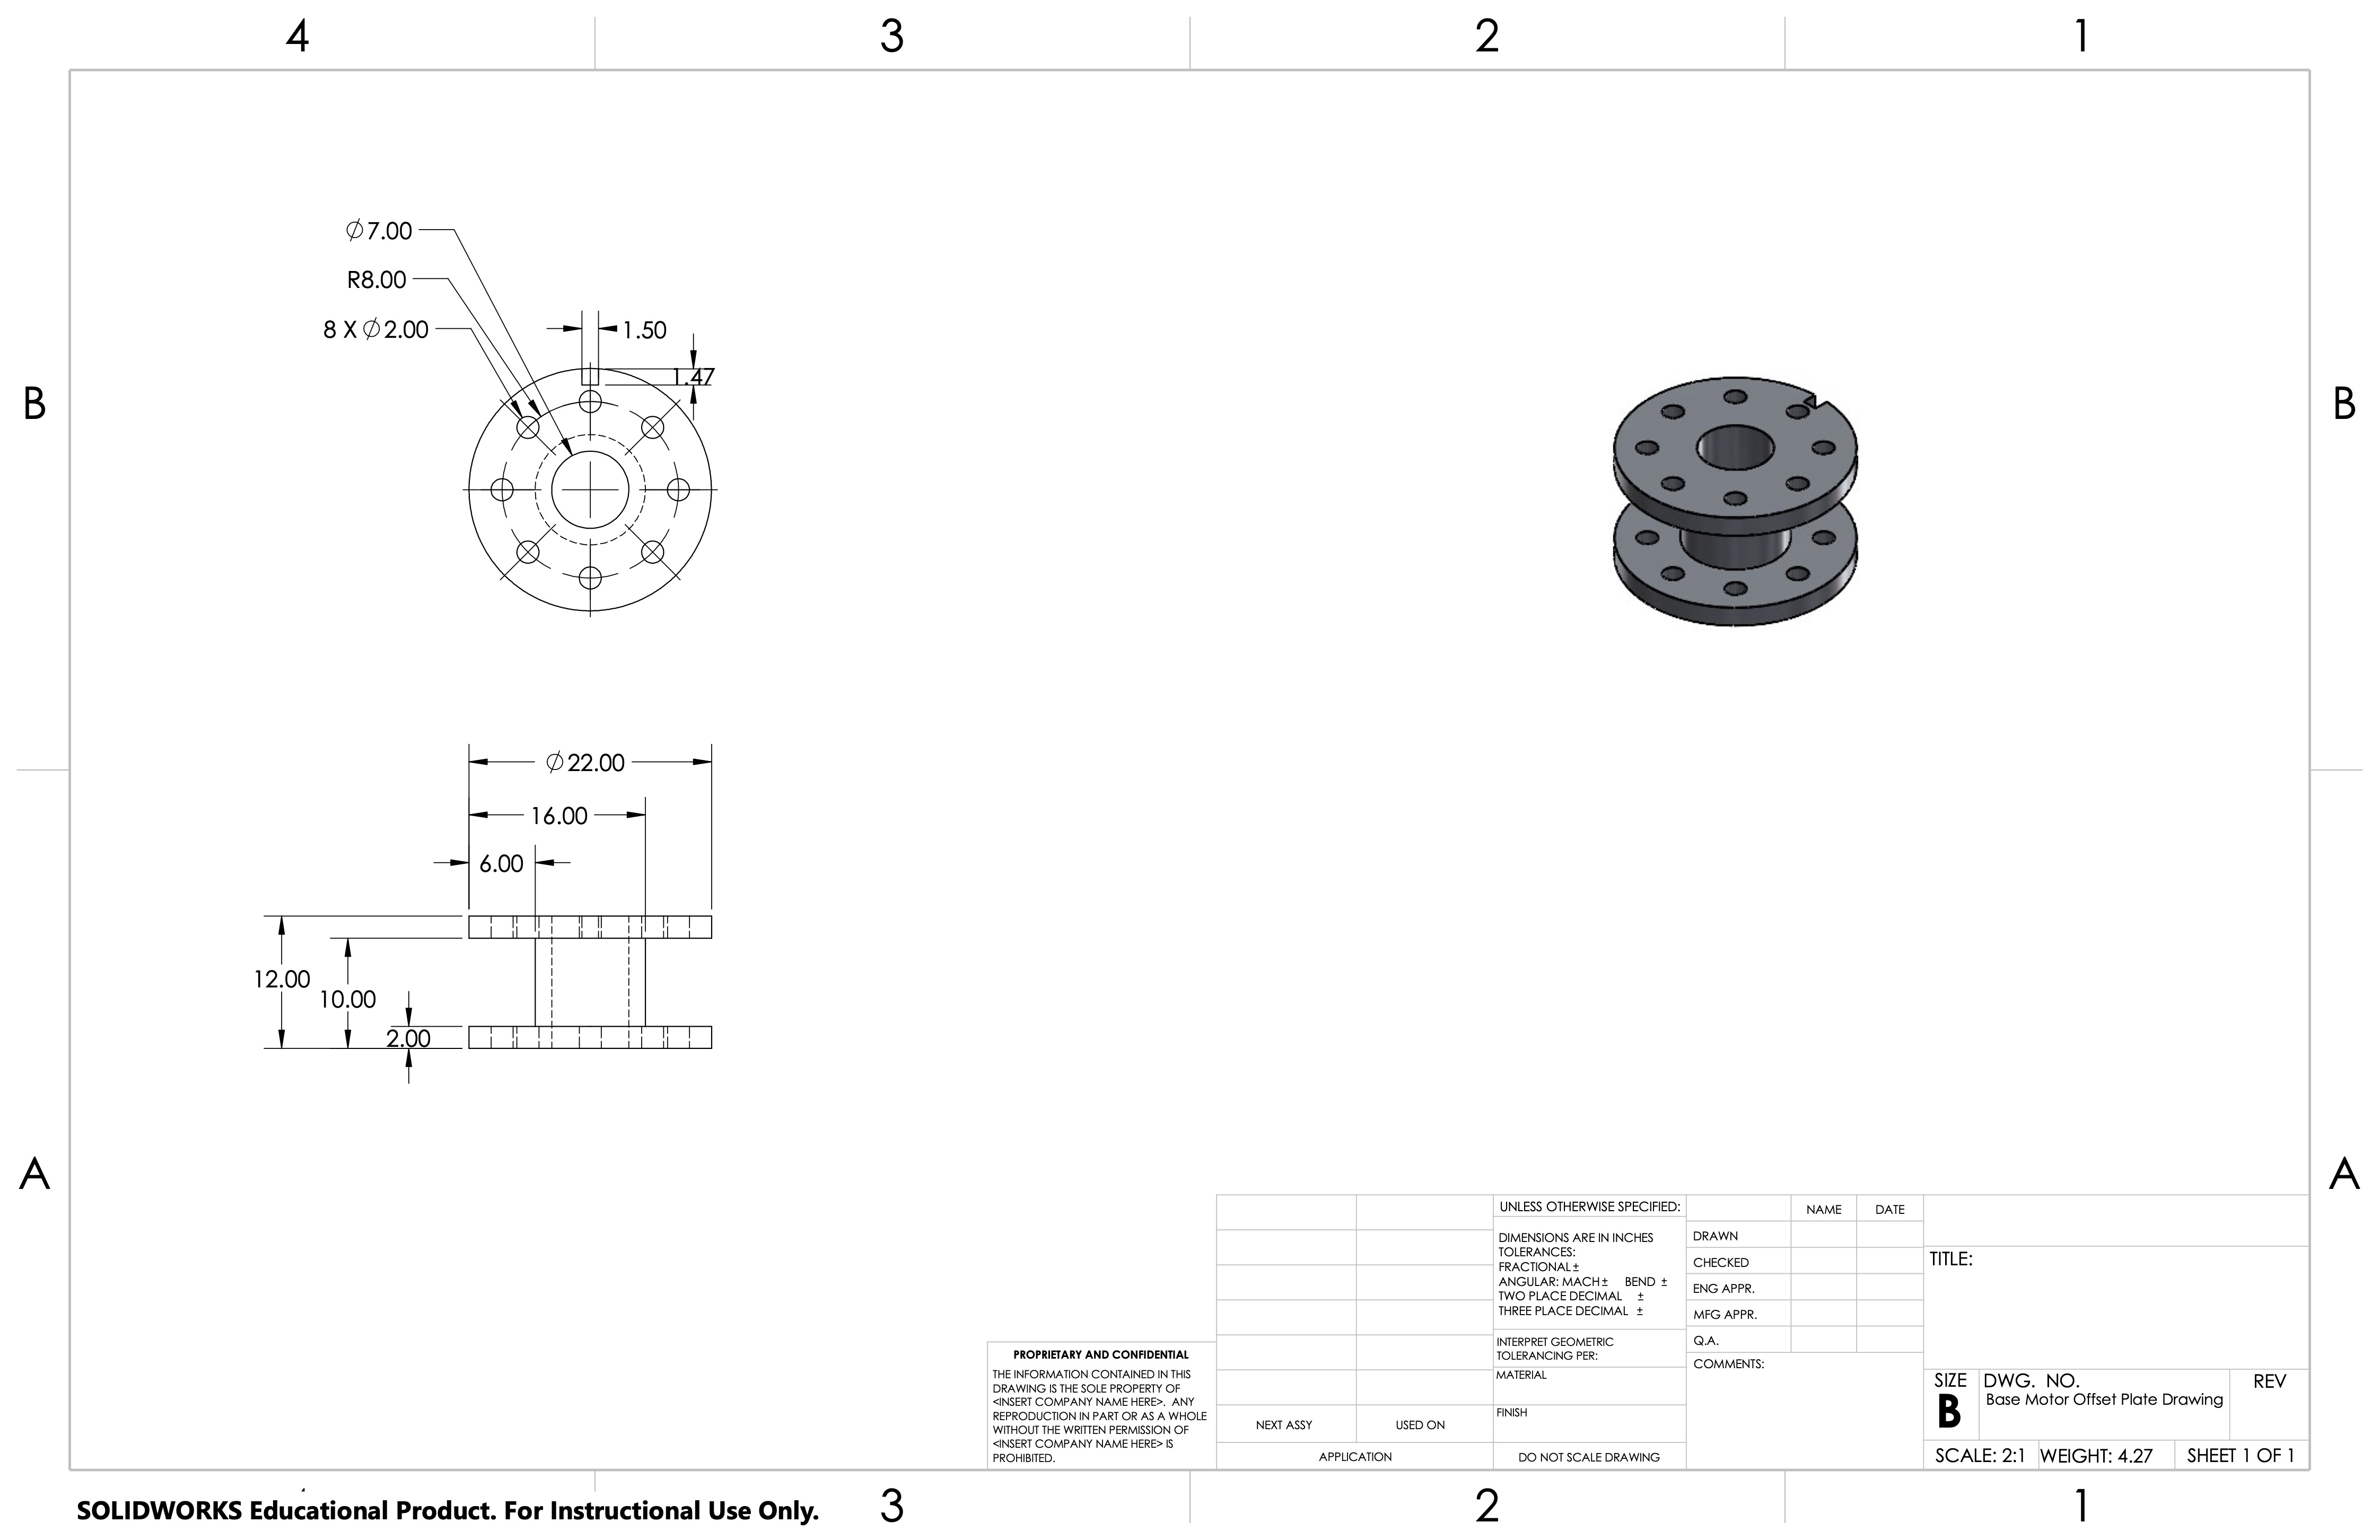 4 3 2 1
⌀7.00
R8.00
8 X ⌀2.00
1.50
1.47
B B
⌀22.00
16.00
6.00
12.00
10.00
2.00
A A
UNLESS OTHERWISE SPECIFIED:
DIMENSIONS ARE IN INCHES
TOLERANCES:
FRACTIONAL±
ANGULAR: MACH± BEND ±
TWO PLACE DECIMAL ±
THREE PLACE DECIMAL ±
INTERPRET GEOMETRIC
TOLERANCING PER:
MATERIAL
FINISH
DO NOT SCALE DRAWING
NAME DATE
DRAWN
CHECKED
ENG APPR.
MFG APPR.
Q.A.
COMMENTS:
TITLE:
SIZE
B
DWG. NO.
Base Motor Offset Plate Drawing
REV
SCALE: 2:1 WEIGHT: 4.27 SHEET 1 OF 1
PROPRIETARY AND CONFIDENTIAL
THE INFORMATION CONTAINED IN THIS
DRAWING IS THE SOLE PROPERTY OF
<INSERT COMPANY NAME HERE>. ANY
REPRODUCTION IN PART OR AS A WHOLE
WITHOUT THE WRITTEN PERMISSION OF
<INSERT COMPANY NAME HERE> IS
PROHIBITED.
NEXT ASSY USED ON
APPLICATION
SOLIDWORKS Educational Product. For Instructional Use Only.
3 2 1